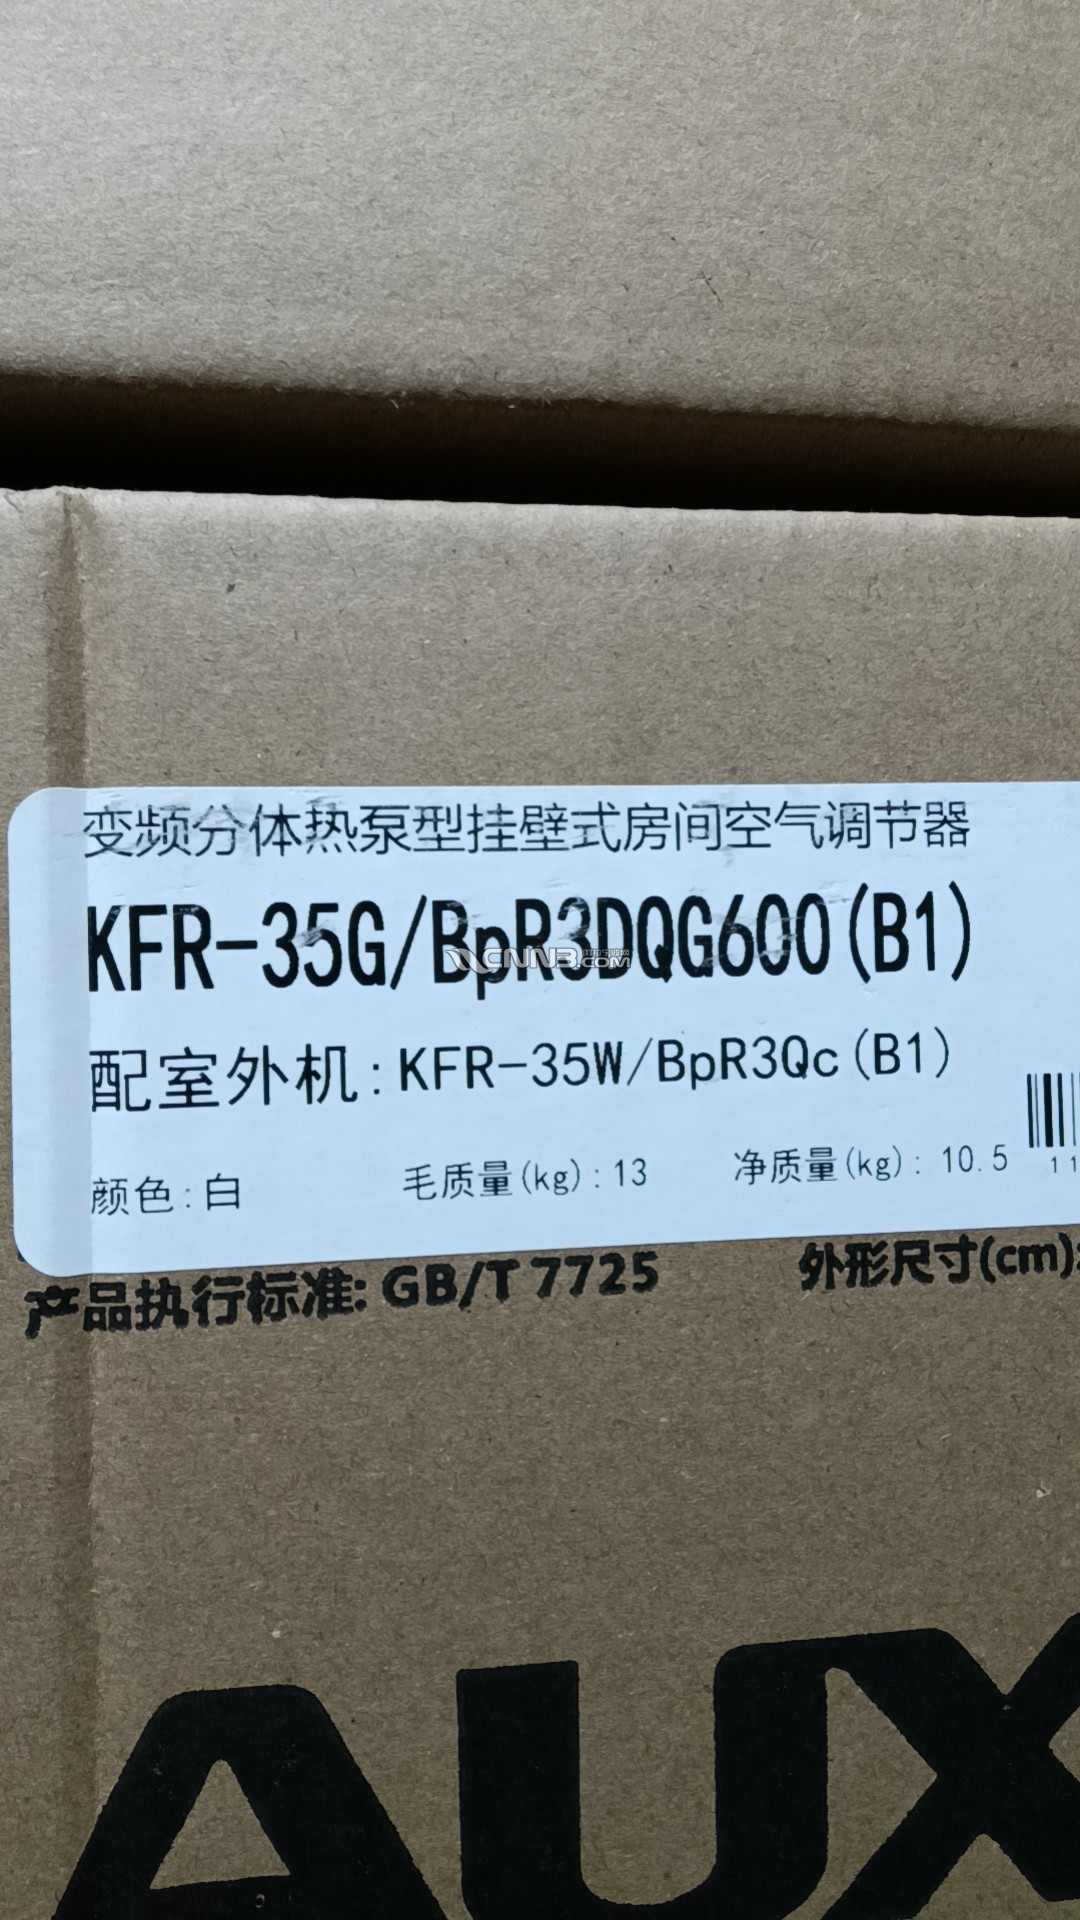 变频分体热泵型挂壁式房间空气调节器
KFR-35G/BpR3DQG600(B1)
CNNB.COM
配室外机:KFR-35W/BpR3Qc(B1)
颜色:白 毛质量(kg):13 净质量(kg):10.5
11
产品执行标准:GB/T 7725 外形尺寸(cm):
AUX